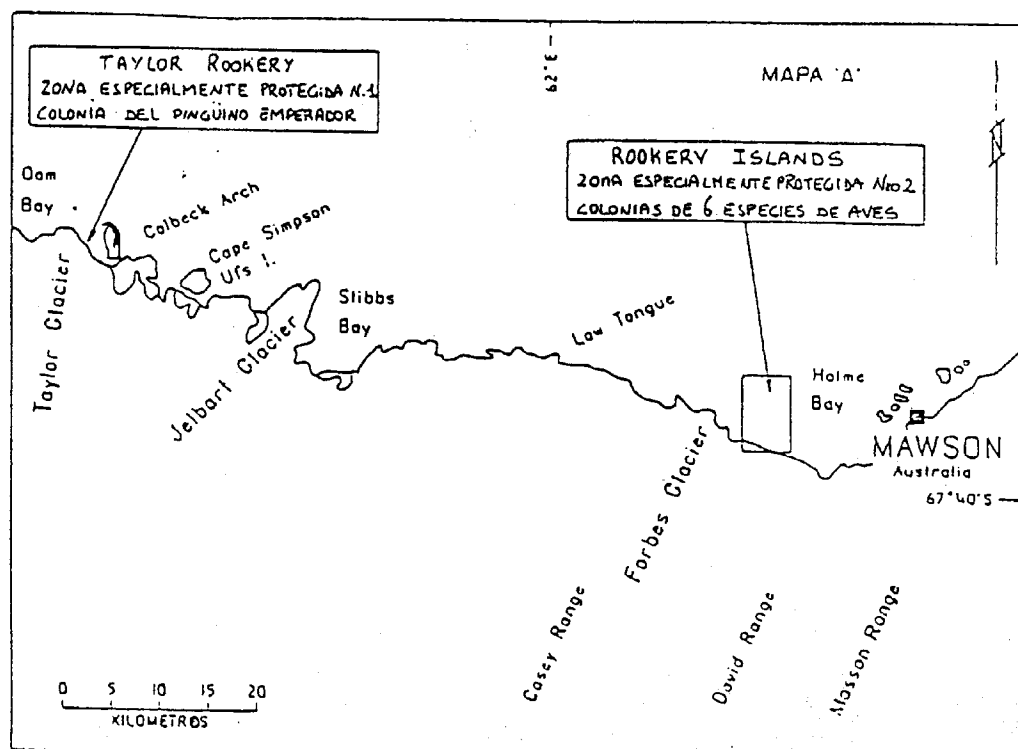 TAYLOR ROOKERY
ZONA ESPECIALMENTE PROTEGIDA N.1
COLONIA DEL PINGÜINO EMPERADOR
MAPA 'A'
ROOKERY ISLANDS
ZONA ESPECIALMENTE PROTEGIDA Nro 2
COLONIAS DE 6 ESPECIES DE AVES
Oom
Bay
Colbeck Arch
Cape Simpson
Ufs I.
Stibbs
Bay
Low Tongue
Holme
Bay
Taylor Glacier
Jelbart Glacier
Forbes Glacier
MAWSON
Australia
67°40'S
Casey Range
David Range
Masson Range
0 5 10 15 20
KILOMETROS